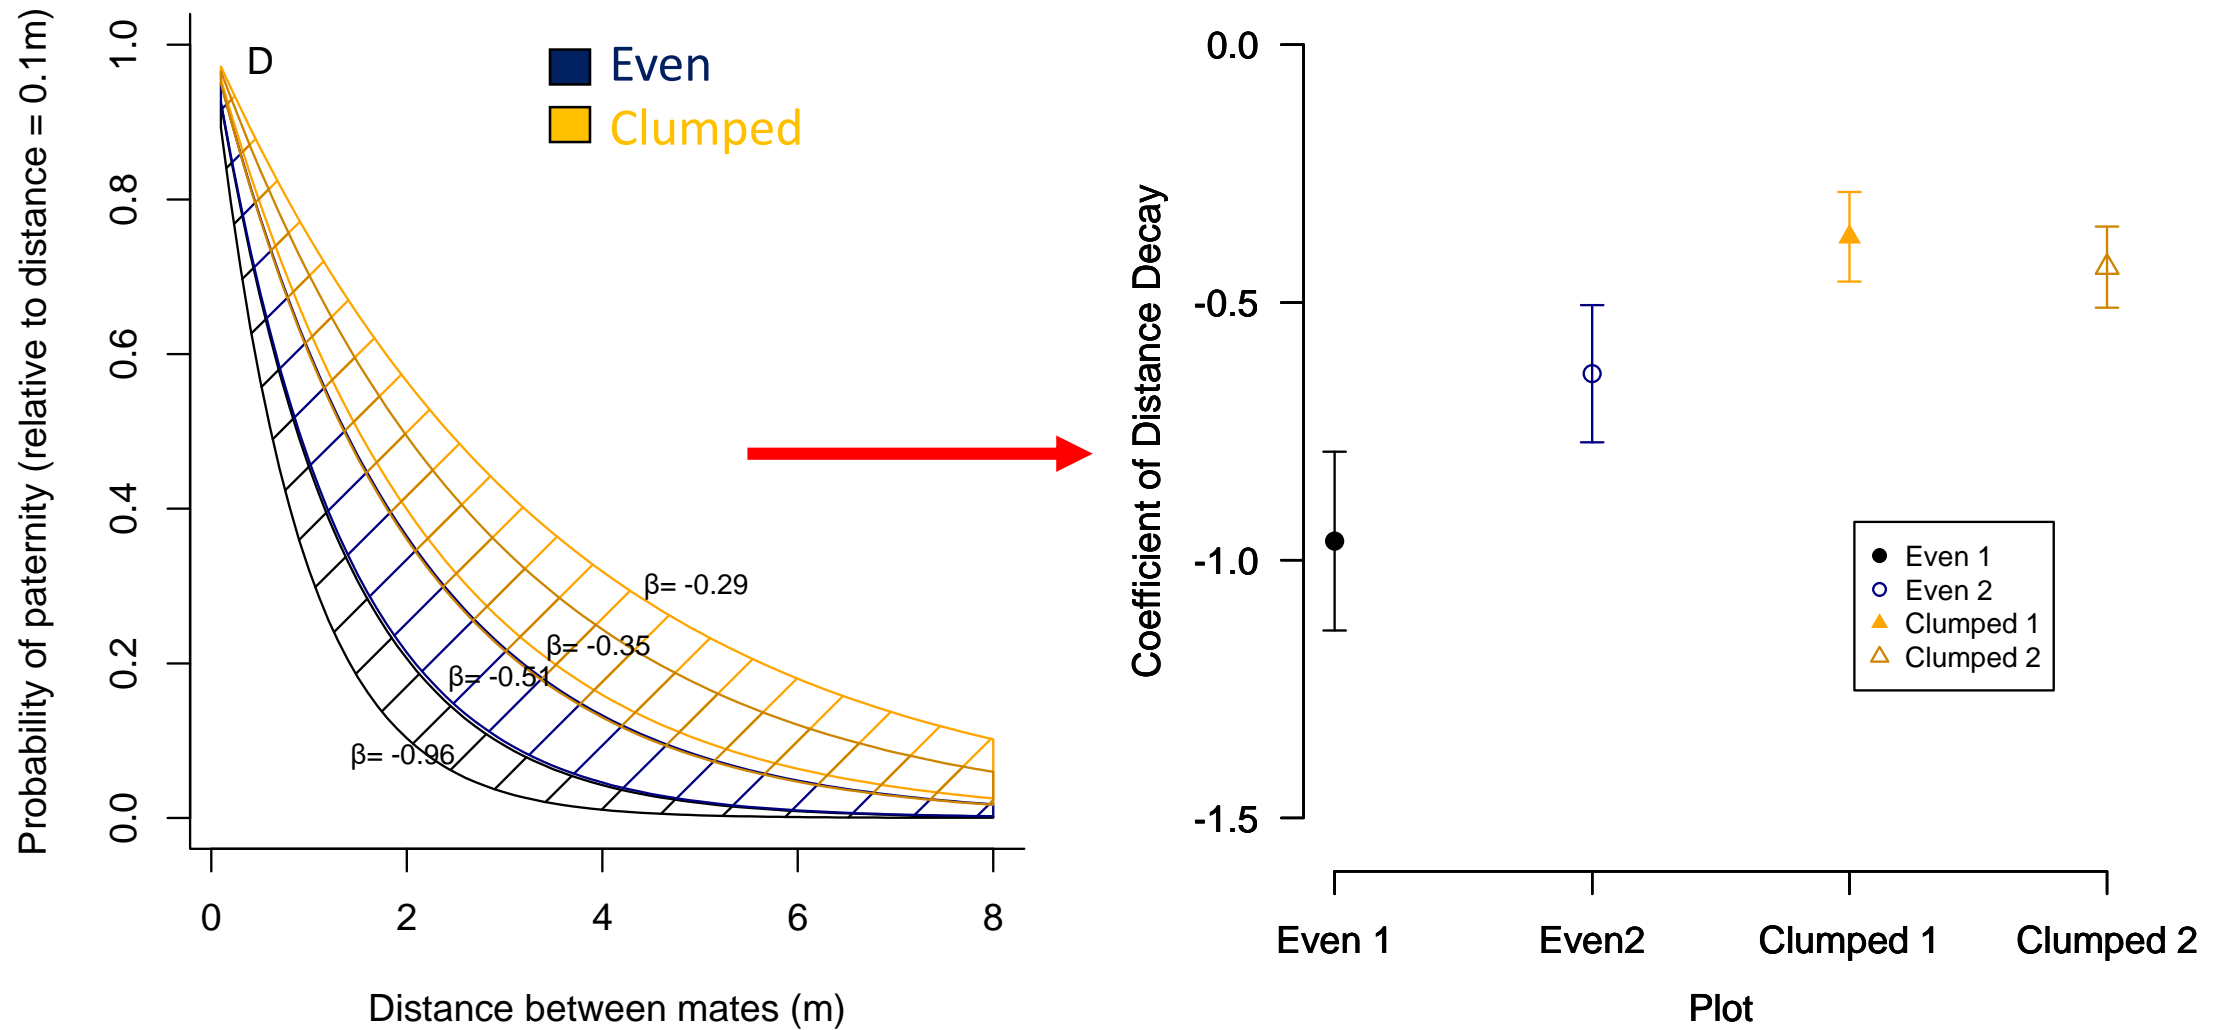 Probability of paternity (relative to distance = 0.1m)
1.0
0.8
0.6
0.4
0.2
0.0
D
Even
Clumped
β= -0.29
β= -0.35
β= -0.51
β= -0.96
0 2 4 6 8
Distance between mates (m)
Coefficient of Distance Decay
0.0
-0.5
-1.0
-1.5
Even 1
Even 2
Clumped 1
Clumped 2
Even 1 Even2 Clumped 1 Clumped 2
Plot